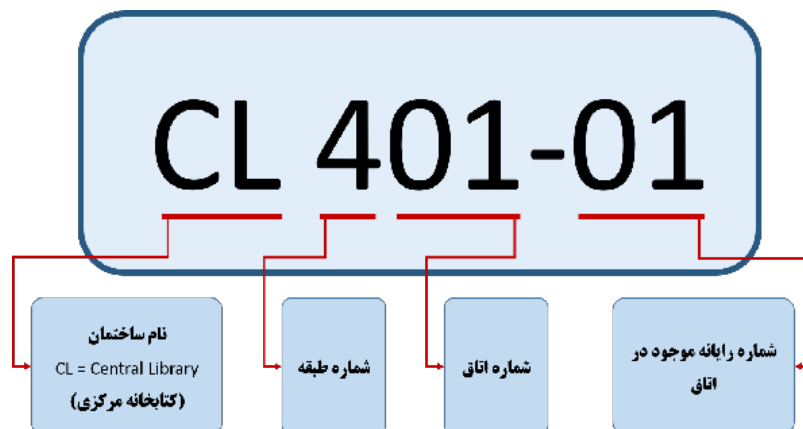 CL 401-01
نام ساختمان
CL = Central Library
(کتابخانه مرکزی)
شماره طبقه
شماره اتاق
شماره رایانه موجود در
اتاق